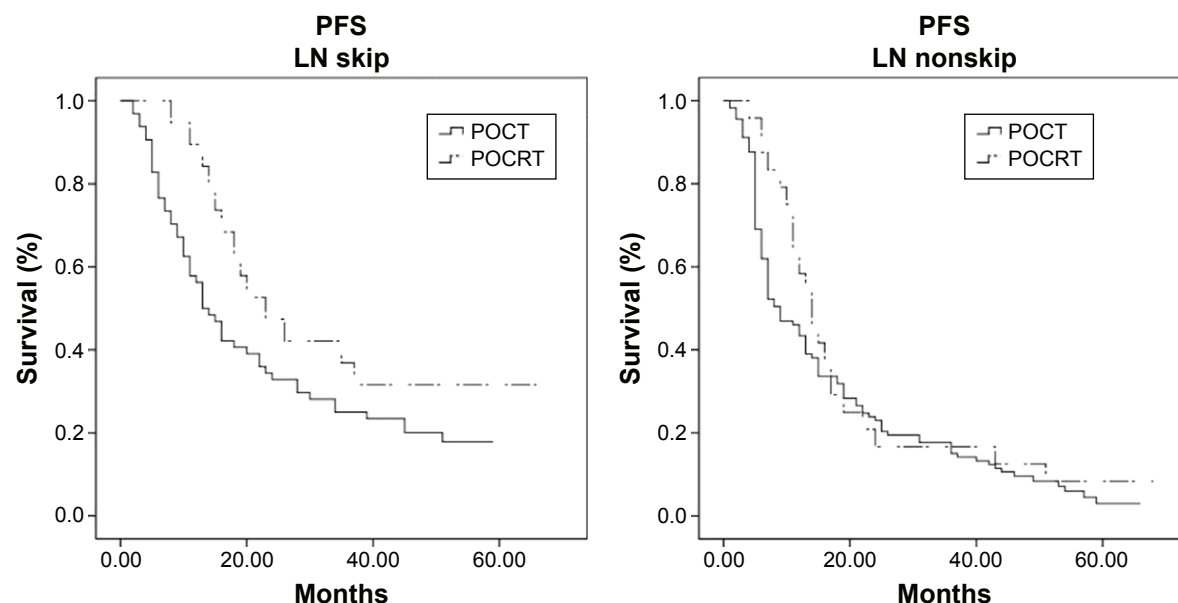 PFS
LN skip
POCT
POCRT
Survival (%)
1.0
0.8
0.6
0.4
0.2
0.0
0.00 20.00 40.00 60.00
Months
PFS
LN nonskip
POCT
POCRT
Survival (%)
1.0
0.8
0.6
0.4
0.2
0.0
0.00 20.00 40.00 60.00
Months